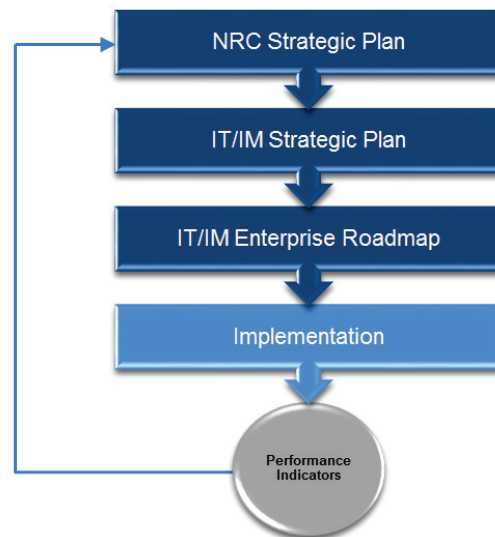 NRC Strategic Plan
IT/IM Strategic Plan
IT/IM Enterprise Roadmap
Implementation
Performance
Indicators